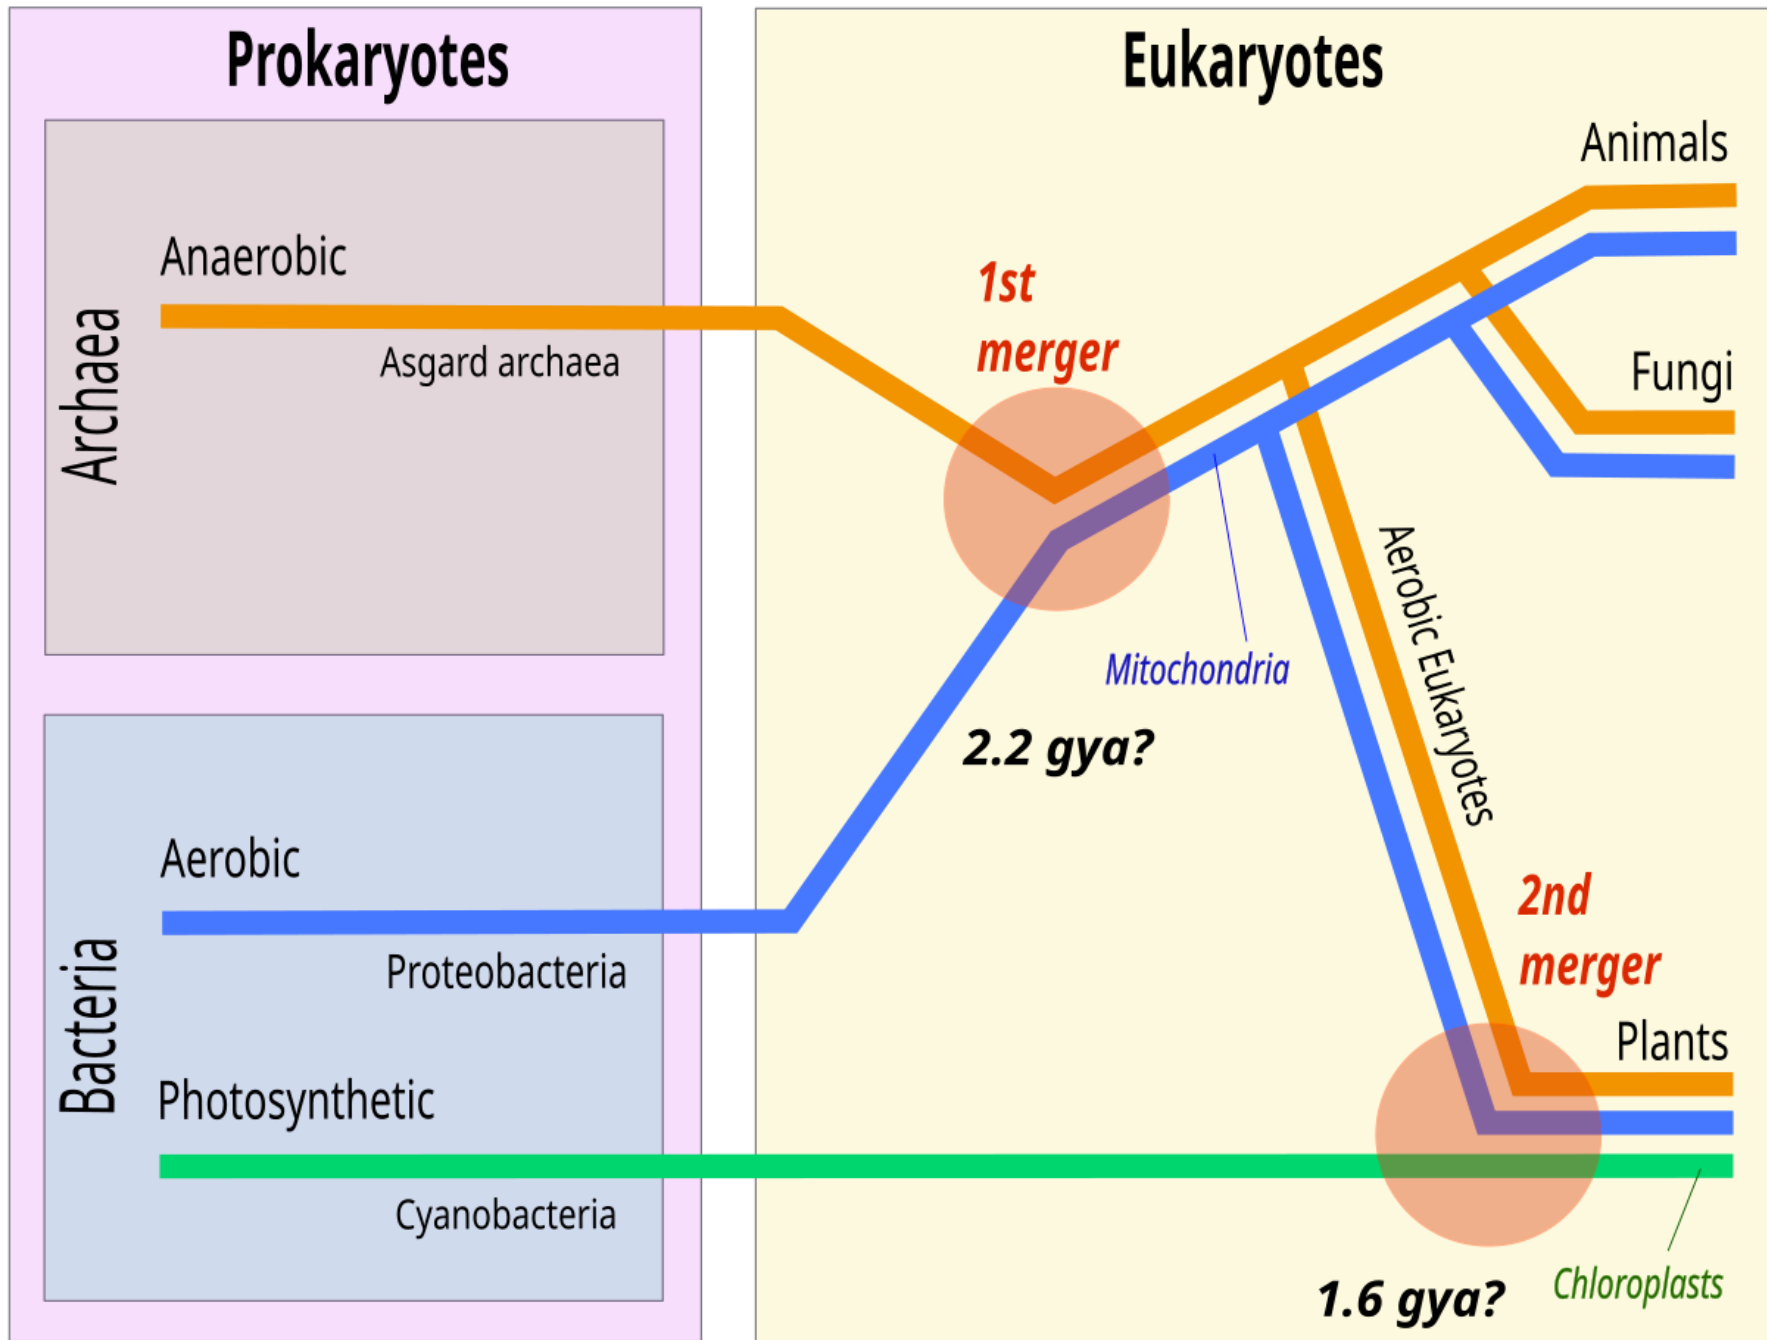 Prokaryotes
Archaea
Anaerobic
Asgard archaea
Bacteria
Aerobic
Proteobacteria
Photosynthetic
Cyanobacteria
Eukaryotes
Animals
1st
merger
Fungi
Aerobic Eukaryotes
Mitochondria
2.2 gya?
2nd
merger
Plants
Chloroplasts
1.6 gya?